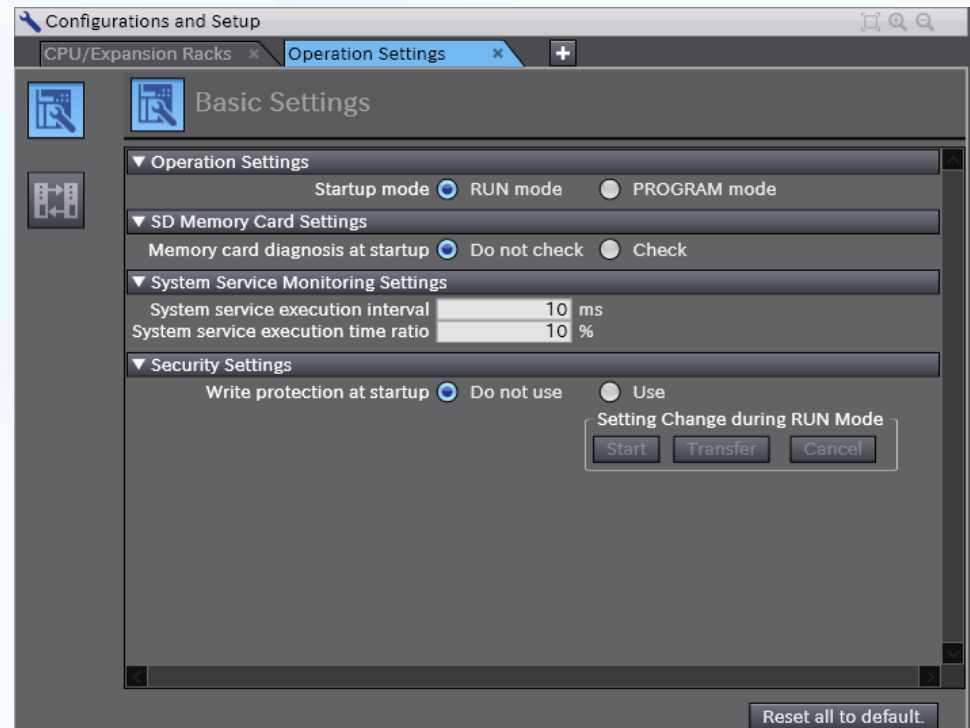 Configurations and Setup
CPU/Expansion Racks × Operation Settings × +
Basic Settings
▼ Operation Settings
Startup mode RUN mode PROGRAM mode
▼ SD Memory Card Settings
Memory card diagnosis at startup Do not check Check
▼ System Service Monitoring Settings
System service execution interval 10 ms
System service execution time ratio 10 %
▼ Security Settings
Write protection at startup Do not use Use
Setting Change during RUN Mode
Start Transfer Cancel
Reset all to default.